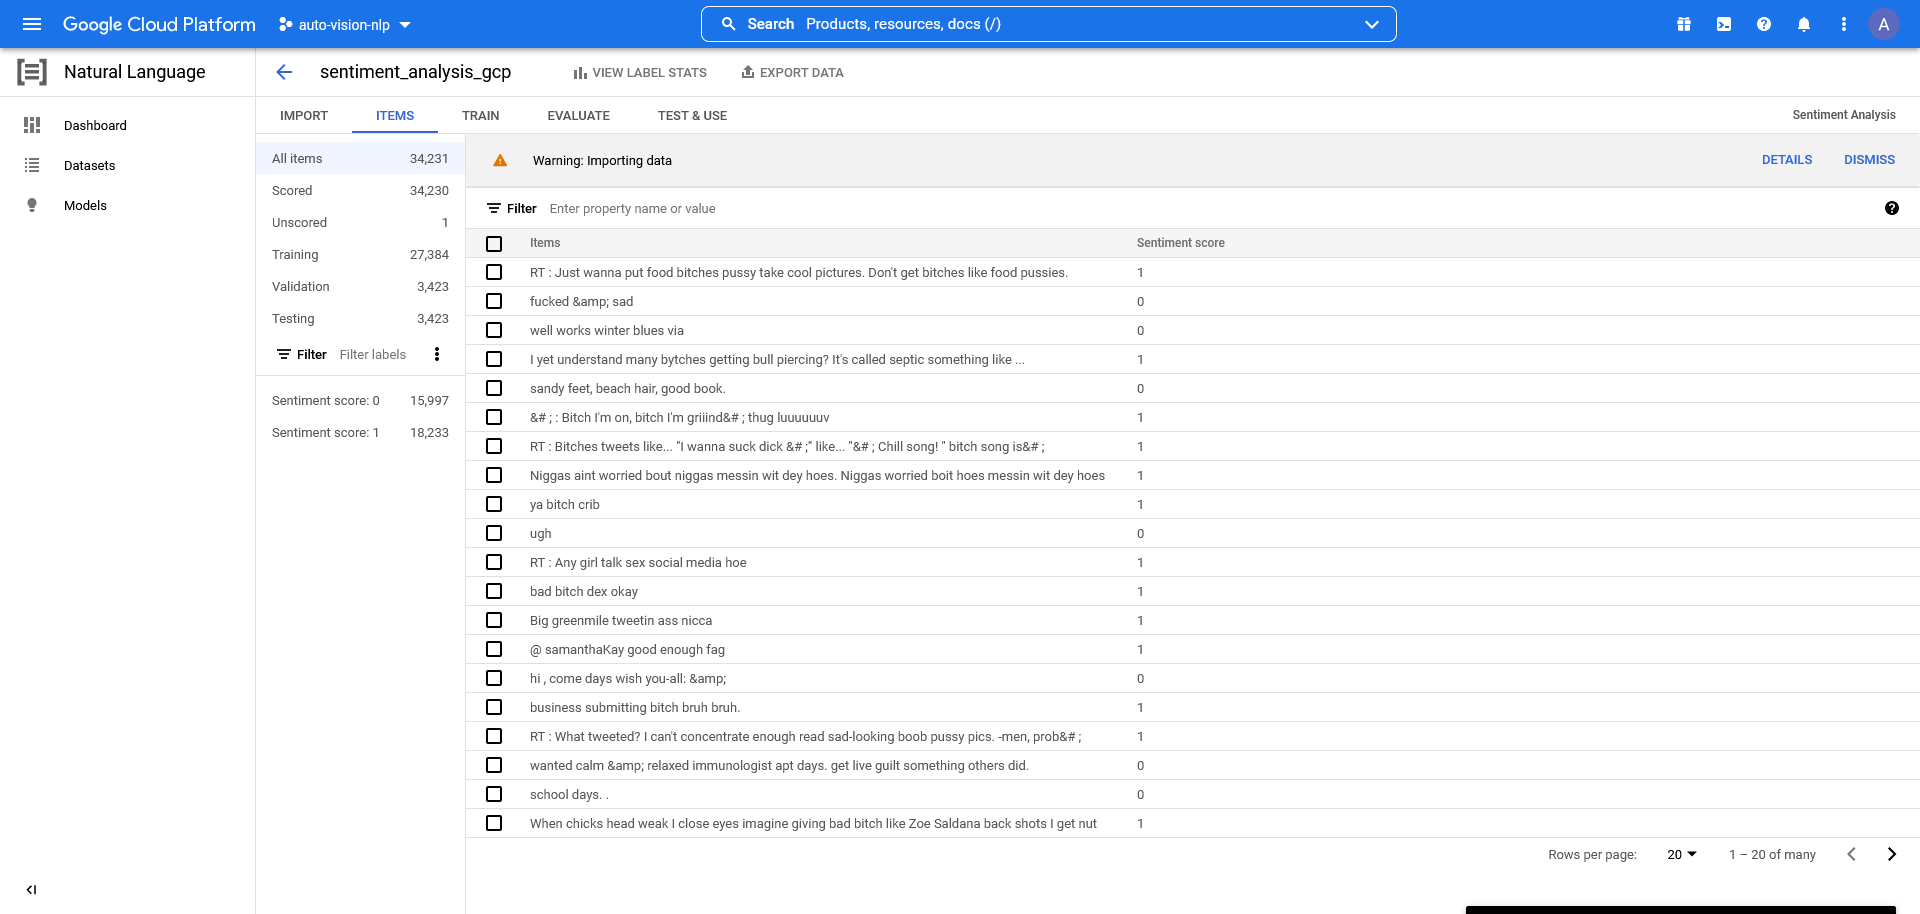 Google Cloud Platform auto-vision-nlp Search Products, resources, docs (/) A
Natural Language sentiment_analysis_gcp VIEW LABEL STATS EXPORT DATA
Dashboard
Datasets
Models
IMPORT ITEMS TRAIN EVALUATE TEST & USE Sentiment Analysis
All items 34,231
Scored 34,230
Unscored 1
Training 27,384
Validation 3,423
Testing 3,423
Filter Filter labels
Sentiment score: 0 15,997
Sentiment score: 1 18,233
Warning: Importing data DETAILS DISMISS
Filter Enter property name or value
Items Sentiment score
RT : Just wanna put food bitches pussy take cool pictures. Don't get bitches like food pussies. 1
fucked &amp; sad 0
well works winter blues via 0
I yet understand many bytches getting bull piercing? It's called septic something like ... 1
sandy feet, beach hair, good book. 0
&# ; : Bitch I'm on, bitch I'm griiind&# ; thug luuuuuuv 1
RT : Bitches tweets like... "I wanna suck dick &# ;" like... "&# ; Chill song! " bitch song is&# ; 1
Niggas aint worried bout niggas messin wit dey hoes. Niggas worried boit hoes messin wit dey hoes 1
ya bitch crib 1
ugh 0
RT : Any girl talk sex social media hoe 1
bad bitch dex okay 1
Big greenmile tweetin ass nicca 1
@ samanthaKay good enough fag 1
hi , come days wish you-all: &amp; 0
business submitting bitch bruh bruh. 1
RT : What tweeted? I can't concentrate enough read sad-looking boob pussy pics. -men, prob&# ; 1
wanted calm &amp; relaxed immunologist apt days. get live guilt something others did. 0
school days. . 0
When chicks head weak I close eyes imagine giving bad bitch like Zoe Saldana back shots I get nut 1
Rows per page: 20 1 – 20 of many